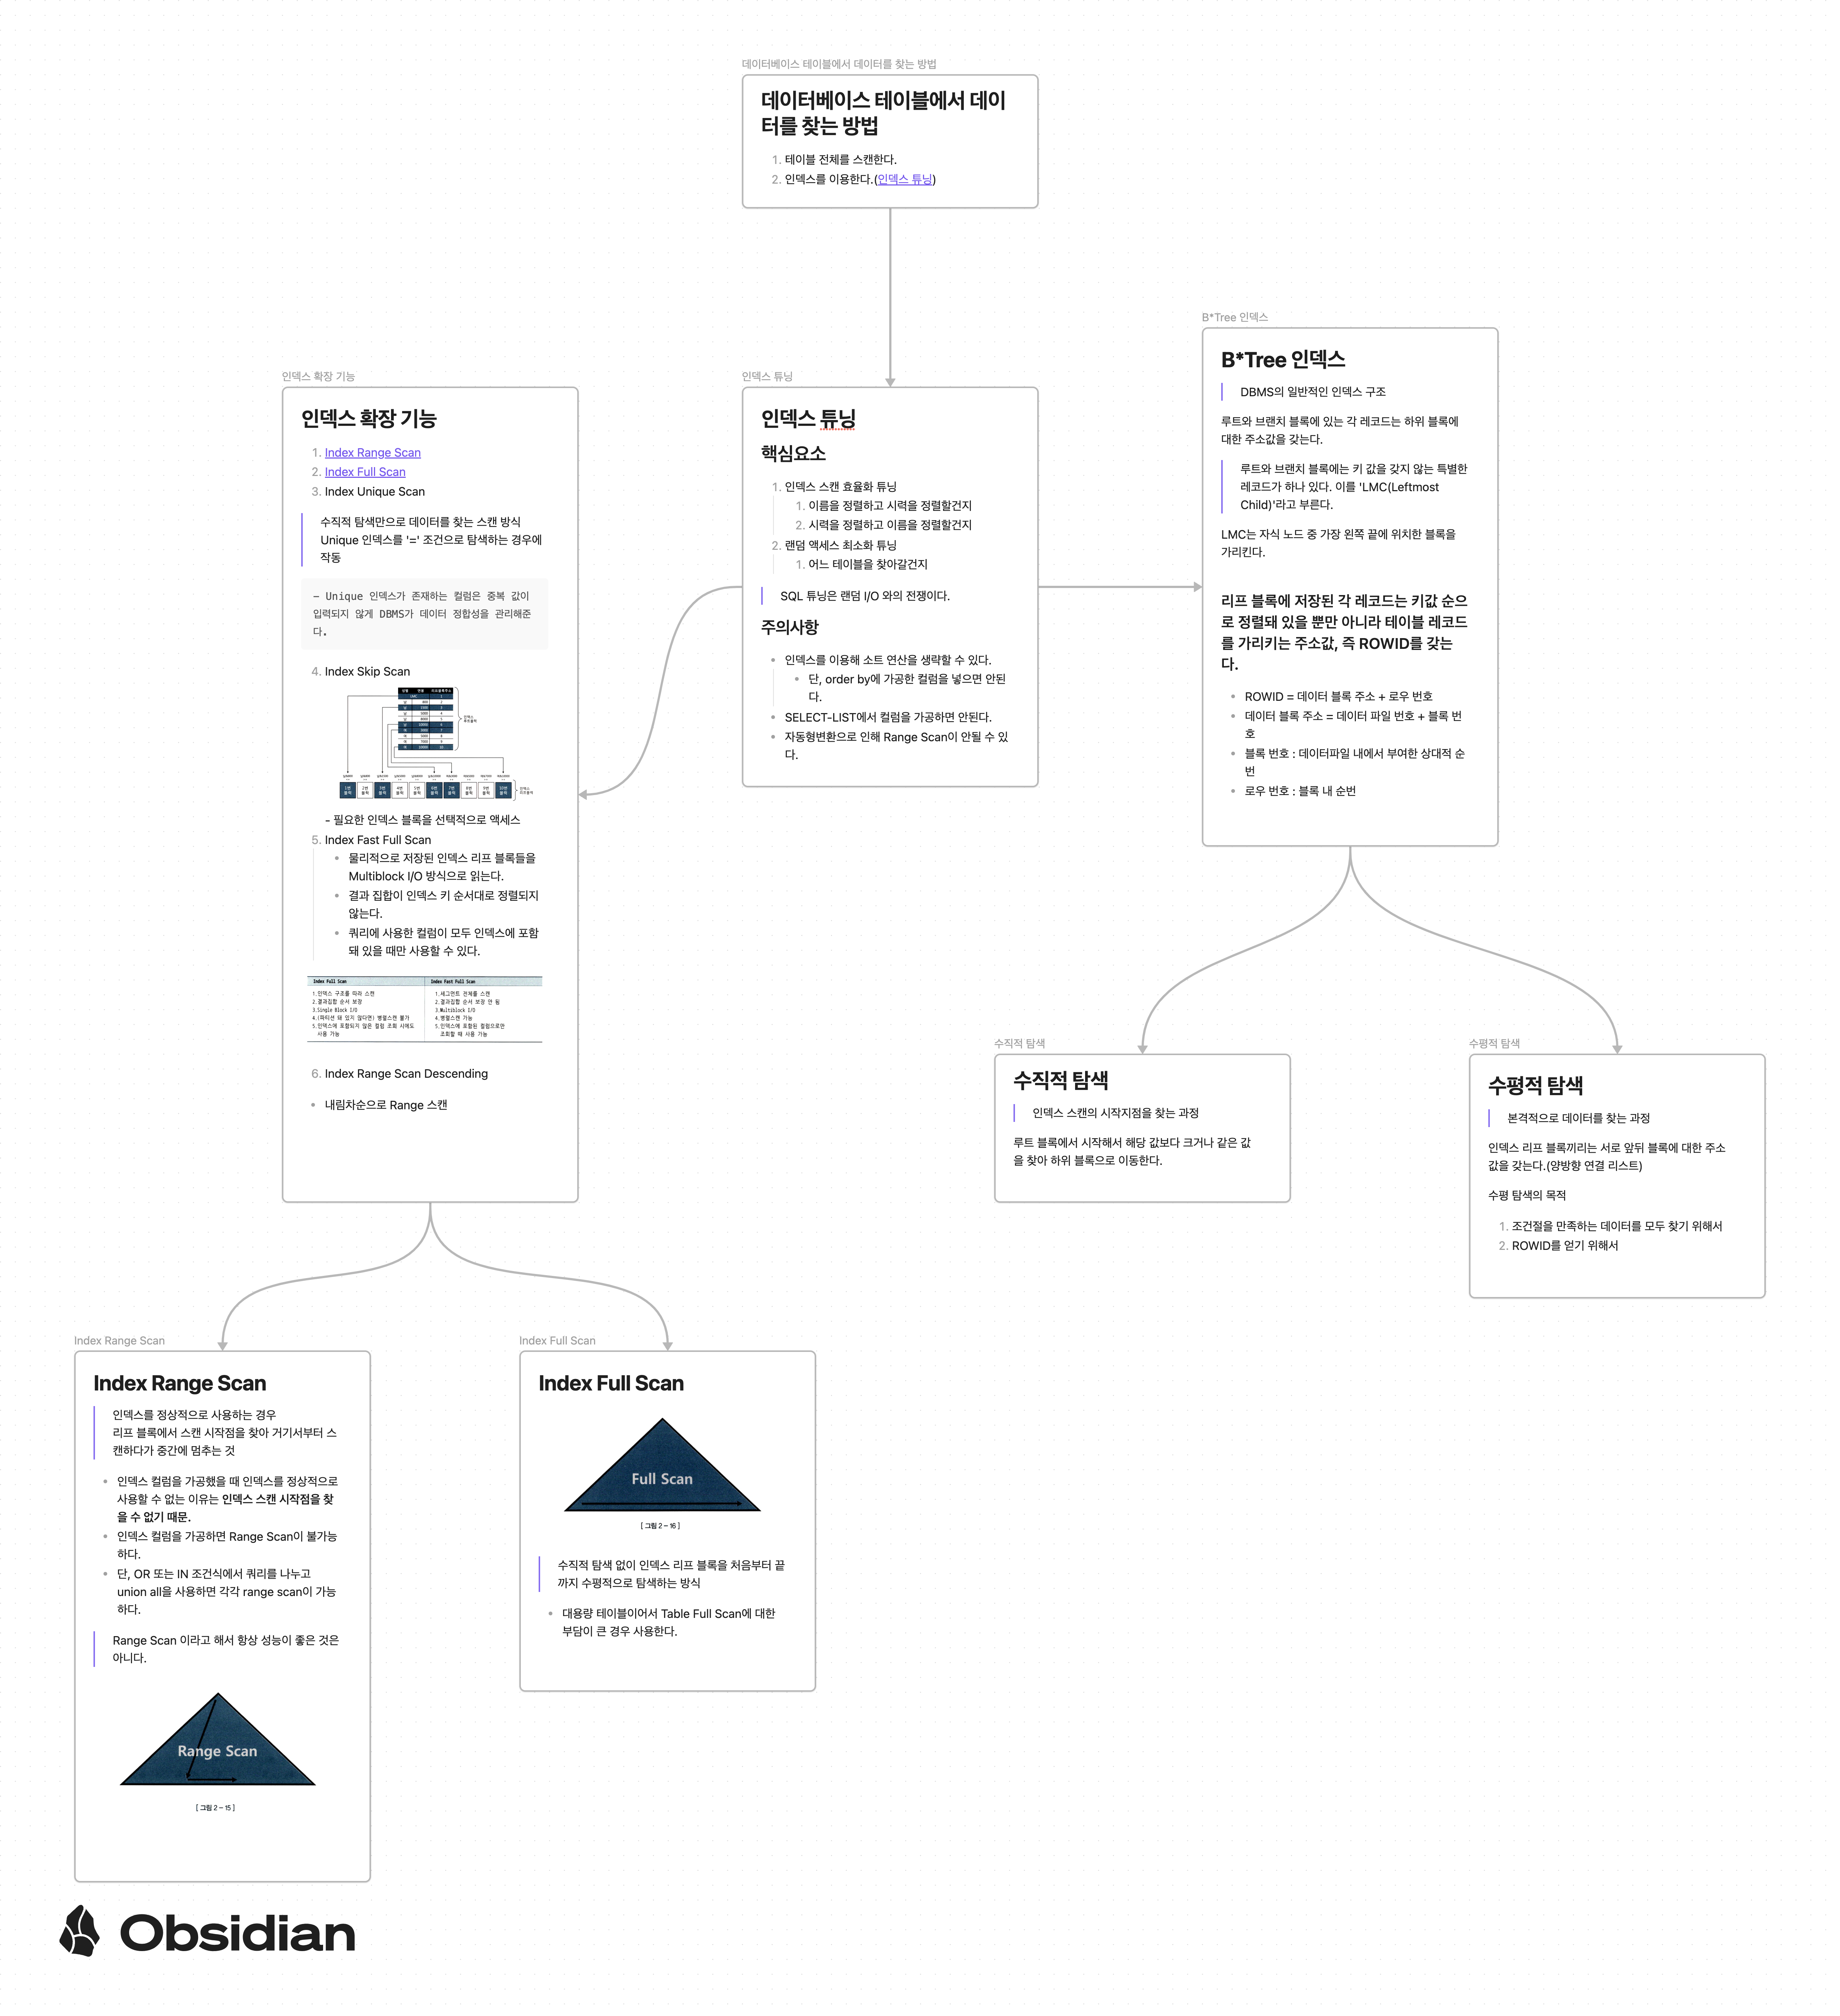 데이터베이스 테이블에서 데이터를 찾는 방법
데이터베이스 테이블에서 데이
터를 찾는 방법
1. 테이블 전체를 스캔한다.
2. 인덱스를 이용한다.(인덱스 튜닝)
인덱스 확장 기능
인덱스 확장 기능
1. Index Range Scan
2. Index Full Scan
3. Index Unique Scan
수직적 탐색만으로 데이터를 찾는 스캔 방식
Unique 인덱스를 '=' 조건으로 탐색하는 경우에
작동
- Unique 인덱스가 존재하는 컬럼은 중복 값이
입력되지 않게 DBMS가 데이터 정합성을 관리해준
다.
4. Index Skip Scan
- 필요한 인덱스 블록을 선택적으로 액세스
5. Index Fast Full Scan
물리적으로 저장된 인덱스 리프 블록들을
Multiblock I/O 방식으로 읽는다.
결과 집합이 인덱스 키 순서대로 정렬되지
않는다.
쿼리에 사용한 컬럼이 모두 인덱스에 포함
돼 있을 때만 사용할 수 있다.
Index Full Scan
1.인덱스 구조를 따라 스캔
2.결과집합 순서 보장
3.Single Block I/O
4.(파티션 돼 있지 않다면) 병렬스캔 불가
5.인덱스에 포함되지 않은 컬럼 조회 시에도
사용 가능
Index Fast Full Scan
1.세그먼트 전체를 스캔
2.결과집합 순서 보장 안 됨
3.Multiblock I/O
4.병렬스캔 가능
5.인덱스에 포함된 컬럼으로만
조회할 때 사용 가능
6. Index Range Scan Descending
내림차순으로 Range 스캔
인덱스 튜닝
인덱스 튜닝
핵심요소
1. 인덱스 스캔 효율화 튜닝
1. 이름을 정렬하고 시력을 정렬할건지
2. 시력을 정렬하고 이름을 정렬할건지
2. 랜덤 액세스 최소화 튜닝
1. 어느 테이블을 찾아갈건지
SQL 튜닝은 랜덤 I/O 와의 전쟁이다.
주의사항
인덱스를 이용해 소트 연산을 생략할 수 있다.
단, order by에 가공한 컬럼을 넣으면 안된
다.
SELECT-LIST에서 컬럼을 가공하면 안된다.
자동형변환으로 인해 Range Scan이 안될 수 있
다.
B*Tree 인덱스
B*Tree 인덱스
DBMS의 일반적인 인덱스 구조
루트와 브랜치 블록에 있는 각 레코드는 하위 블록에
대한 주소값을 갖는다.
루트와 브랜치 블록에는 키 값을 갖지 않는 특별한
레코드가 하나 있다. 이를 'LMC(Leftmost
Child)'라고 부른다.
LMC는 자식 노드 중 가장 왼쪽 끝에 위치한 블록을
가리킨다.
리프 블록에 저장된 각 레코드는 키값 순으
로 정렬돼 있을 뿐만 아니라 테이블 레코드
를 가리키는 주소값, 즉 ROWID를 갖는
다.
ROWID = 데이터 블록 주소 + 로우 번호
데이터 블록 주소 = 데이터 파일 번호 + 블록 번
호
블록 번호 : 데이터파일 내에서 부여한 상대적 순
번
로우 번호 : 블록 내 순번
수직적 탐색
수직적 탐색
인덱스 스캔의 시작지점을 찾는 과정
루트 블록에서 시작해서 해당 값보다 크거나 같은 값
을 찾아 하위 블록으로 이동한다.
수평적 탐색
수평적 탐색
본격적으로 데이터를 찾는 과정
인덱스 리프 블록끼리는 서로 앞뒤 블록에 대한 주소
값을 갖는다.(양방향 연결 리스트)
수평 탐색의 목적
1. 조건절을 만족하는 데이터를 모두 찾기 위해서
2. ROWID를 얻기 위해서
Index Range Scan
Index Range Scan
인덱스를 정상적으로 사용하는 경우
리프 블록에서 스캔 시작점을 찾아 거기서부터 스
캔하다가 중간에 멈추는 것
인덱스 컬럼을 가공했을 때 인덱스를 정상적으로
사용할 수 없는 이유는 인덱스 스캔 시작점을 찾
을 수 없기 때문.
인덱스 컬럼을 가공하면 Range Scan이 불가능
하다.
단, OR 또는 IN 조건식에서 쿼리를 나누고
union all을 사용하면 각각 range scan이 가능
하다.
Range Scan 이라고 해서 항상 성능이 좋은 것은
아니다.
Range Scan
[ 그림 2 - 15 ]
Index Full Scan
Index Full Scan
Full Scan
[ 그림 2 - 16 ]
수직적 탐색 없이 인덱스 리프 블록을 처음부터 끝
까지 수평적으로 탐색하는 방식
대용량 테이블이어서 Table Full Scan에 대한
부담이 큰 경우 사용한다.
Obsidian